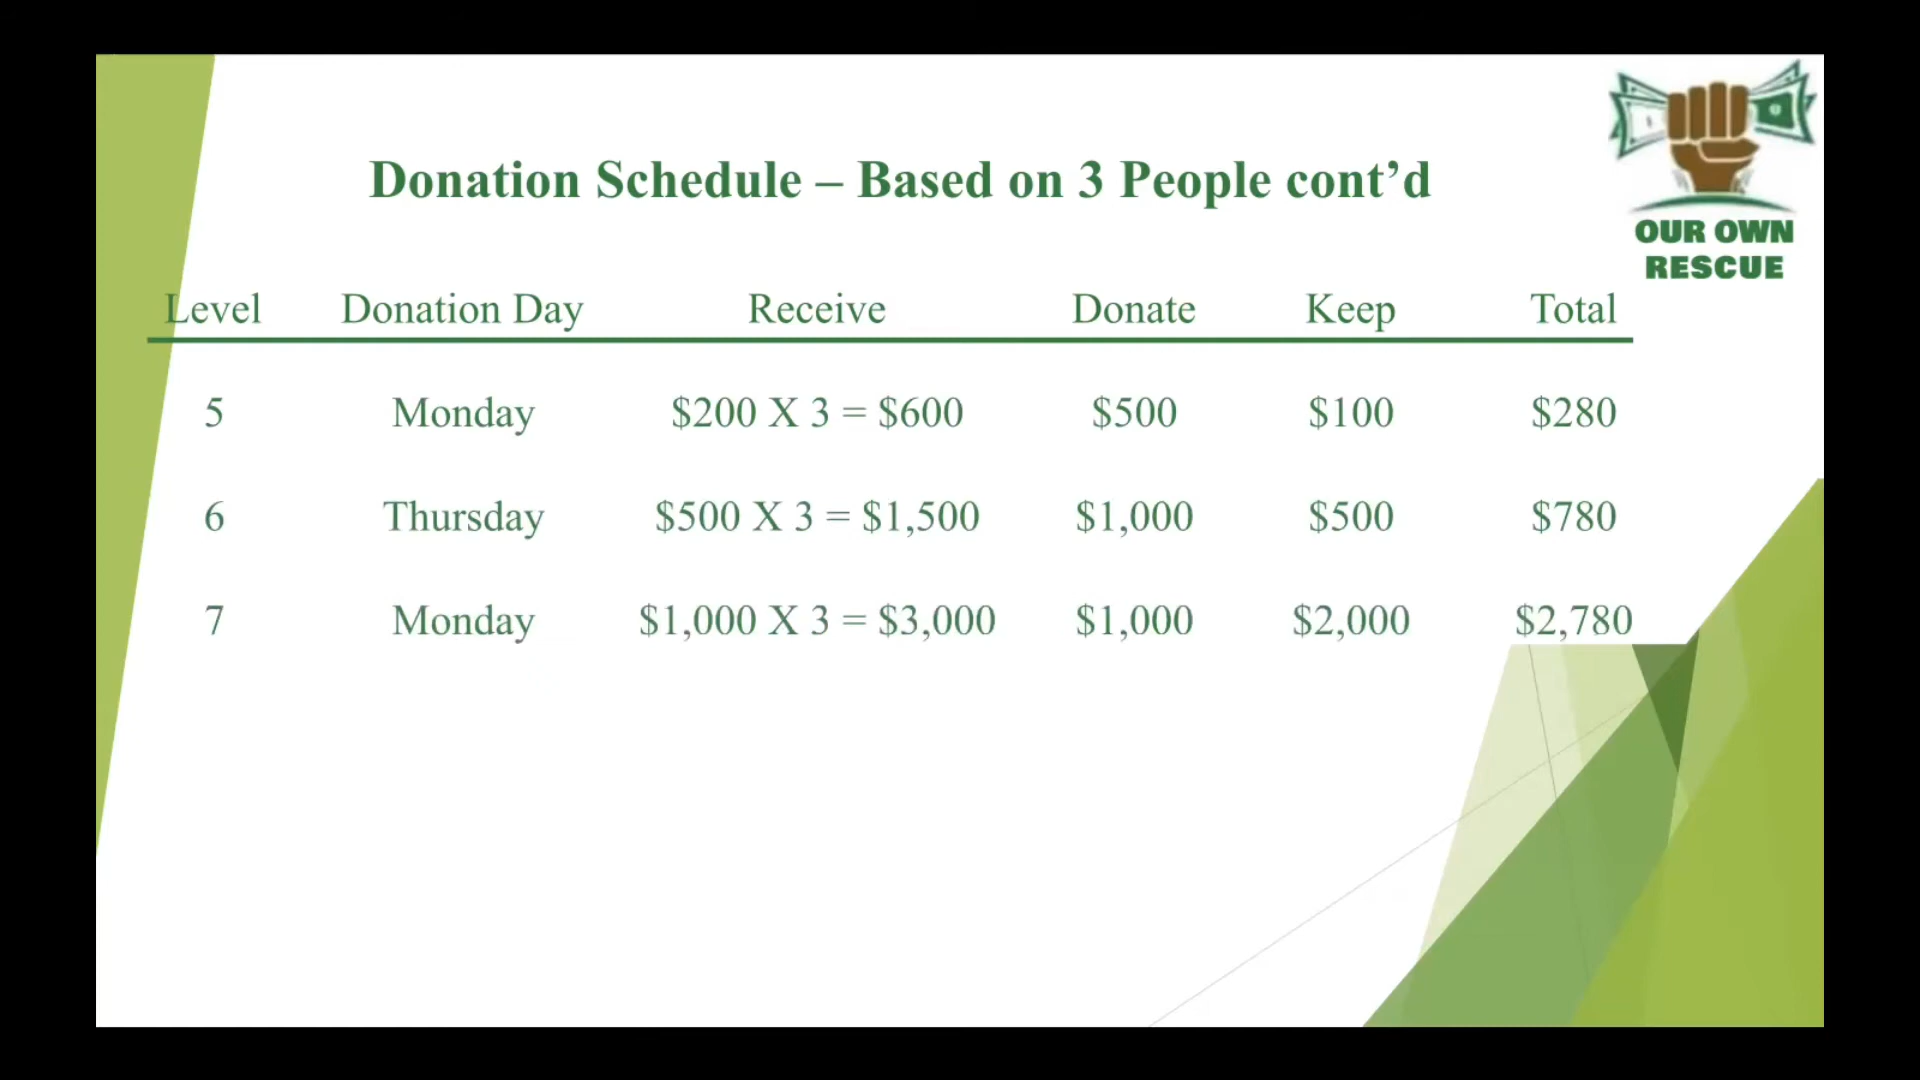 OUR OWN
RESCUE
Donation Schedule – Based on 3 People cont’d
Level Donation Day Receive Donate Keep Total
5 Monday $200 X 3 = $600 $500 $100 $280
6 Thursday $500 X 3 = $1,500 $1,000 $500 $780
7 Monday $1,000 X 3 = $3,000 $1,000 $2,000 $2,780